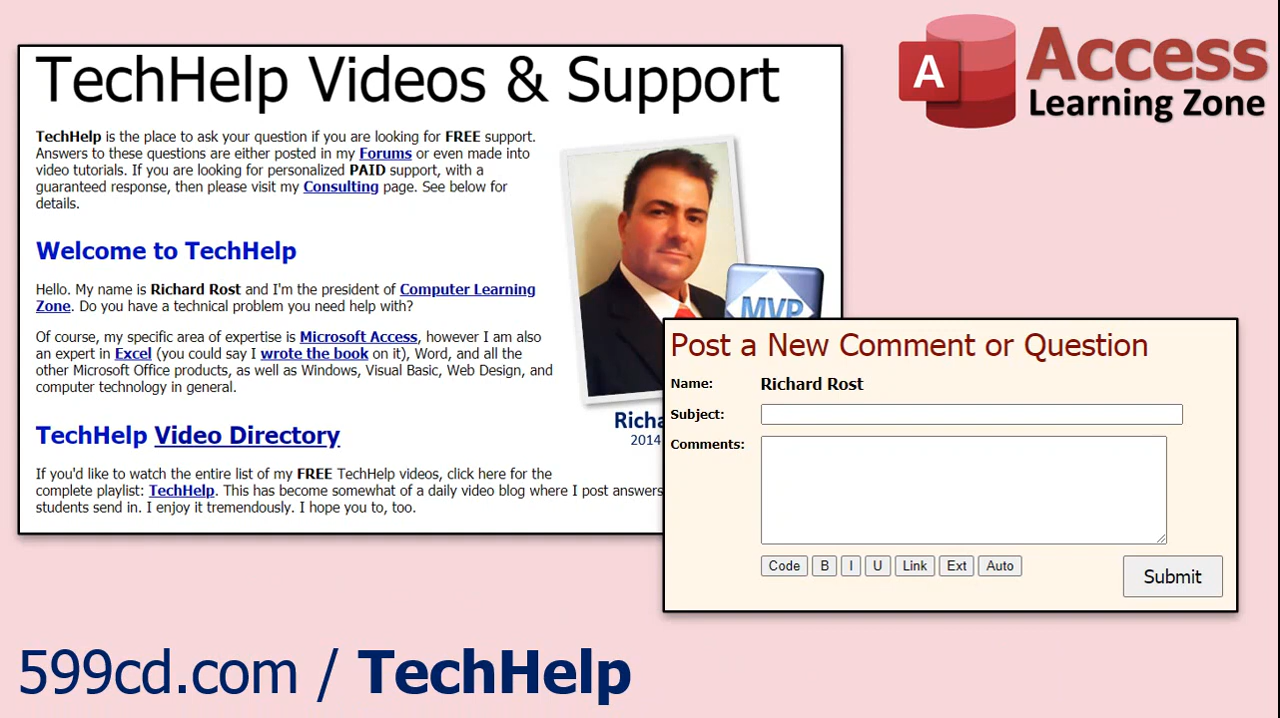 TechHelp Videos & Support
TechHelp is the place to ask your question if you are looking for FREE support.
Answers to these questions are either posted in my Forums or even made into
video tutorials. If you are looking for personalized PAID support, with a
guaranteed response, then please visit my Consulting page. See below for
details.
Welcome to TechHelp
Hello. My name is Richard Rost and I'm the president of Computer Learning
Zone. Do you have a technical problem you need help with?
Of course, my specific area of expertise is Microsoft Access, however I am also
an expert in Excel (you could say I wrote the book on it), Word, and all the
other Microsoft Office products, as well as Windows, Visual Basic, Web Design, and
computer technology in general.
TechHelp Video Directory
If you'd like to watch the entire list of my FREE TechHelp videos, click here for the
complete playlist: TechHelp. This has become somewhat of a daily video blog where I post answers
students send in. I enjoy it tremendously. I hope you to, too.
MVP
Richa
2014
A
Access
Learning Zone
Post a New Comment or Question
Name: Richard Rost
Subject:
Comments:
Code B I U Link Ext Auto
Submit
599cd.com / TechHelp